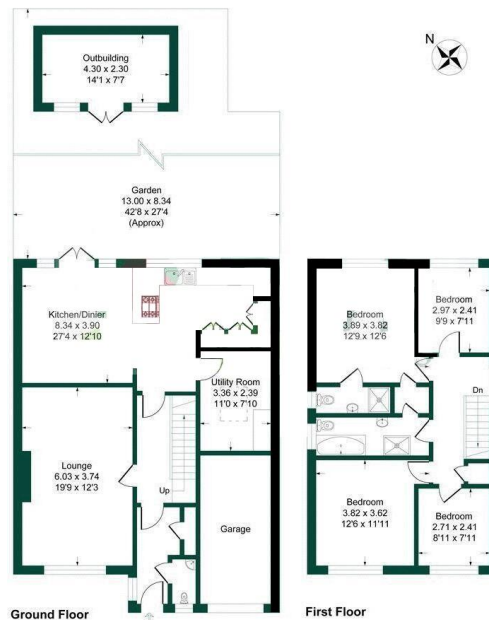 Outbuilding
4.30 x 2.30
14'1 x 7'7
N
Garden
13.00 x 8.34
42'8 x 27'4
(Approx)
Kitchen/Dinier
8.34 x 3.90
27'4 x 12'10
Utility Room
3.36 x 2.39
11'0 x 7'10
Lounge
6.03 x 3.74
19'9 x 12'3
Up
Garage
Ground Floor
Bedroom
3.89 x 3.82
12'9 x 12'6
Bedroom
2.97 x 2.41
9'9 x 7'11
Dn
Bedroom
3.82 x 3.62
12'6 x 11'11
Bedroom
2.71 x 2.41
8'11 x 7'11
First Floor